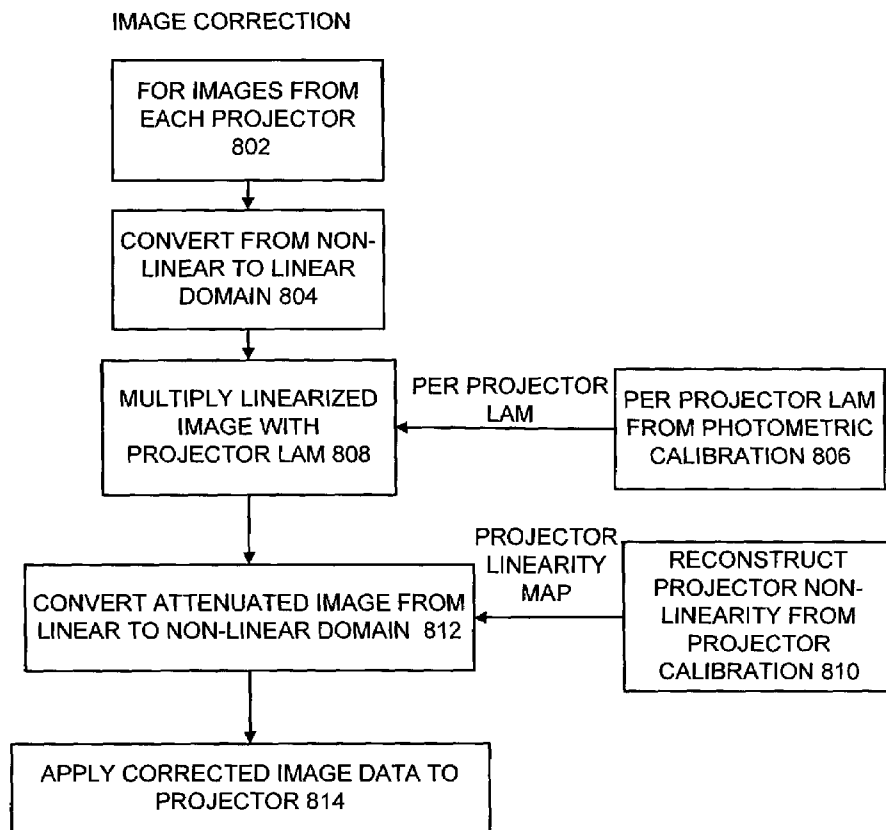 IMAGE CORRECTION
FOR IMAGES FROM
EACH PROJECTOR
802
CONVERT FROM NON-
LINEAR TO LINEAR
DOMAIN 804
MULTIPLY LINEARIZED
IMAGE WITH
PROJECTOR LAM 808
PER PROJECTOR
LAM
PER PROJECTOR LAM
FROM PHOTOMETRIC
CALIBRATION 806
CONVERT ATTENUATED IMAGE FROM
LINEAR TO NON-LINEAR DOMAIN 812
PROJECTOR
LINEARITY
MAP
RECONSTRUCT
PROJECTOR NON-
LINEARITY FROM
PROJECTOR
CALIBRATION 810
APPLY CORRECTED IMAGE DATA TO
PROJECTOR 814